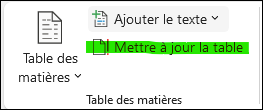 Ajouter le texte
Mettre à jour la table
Table des
matières
Table des matières